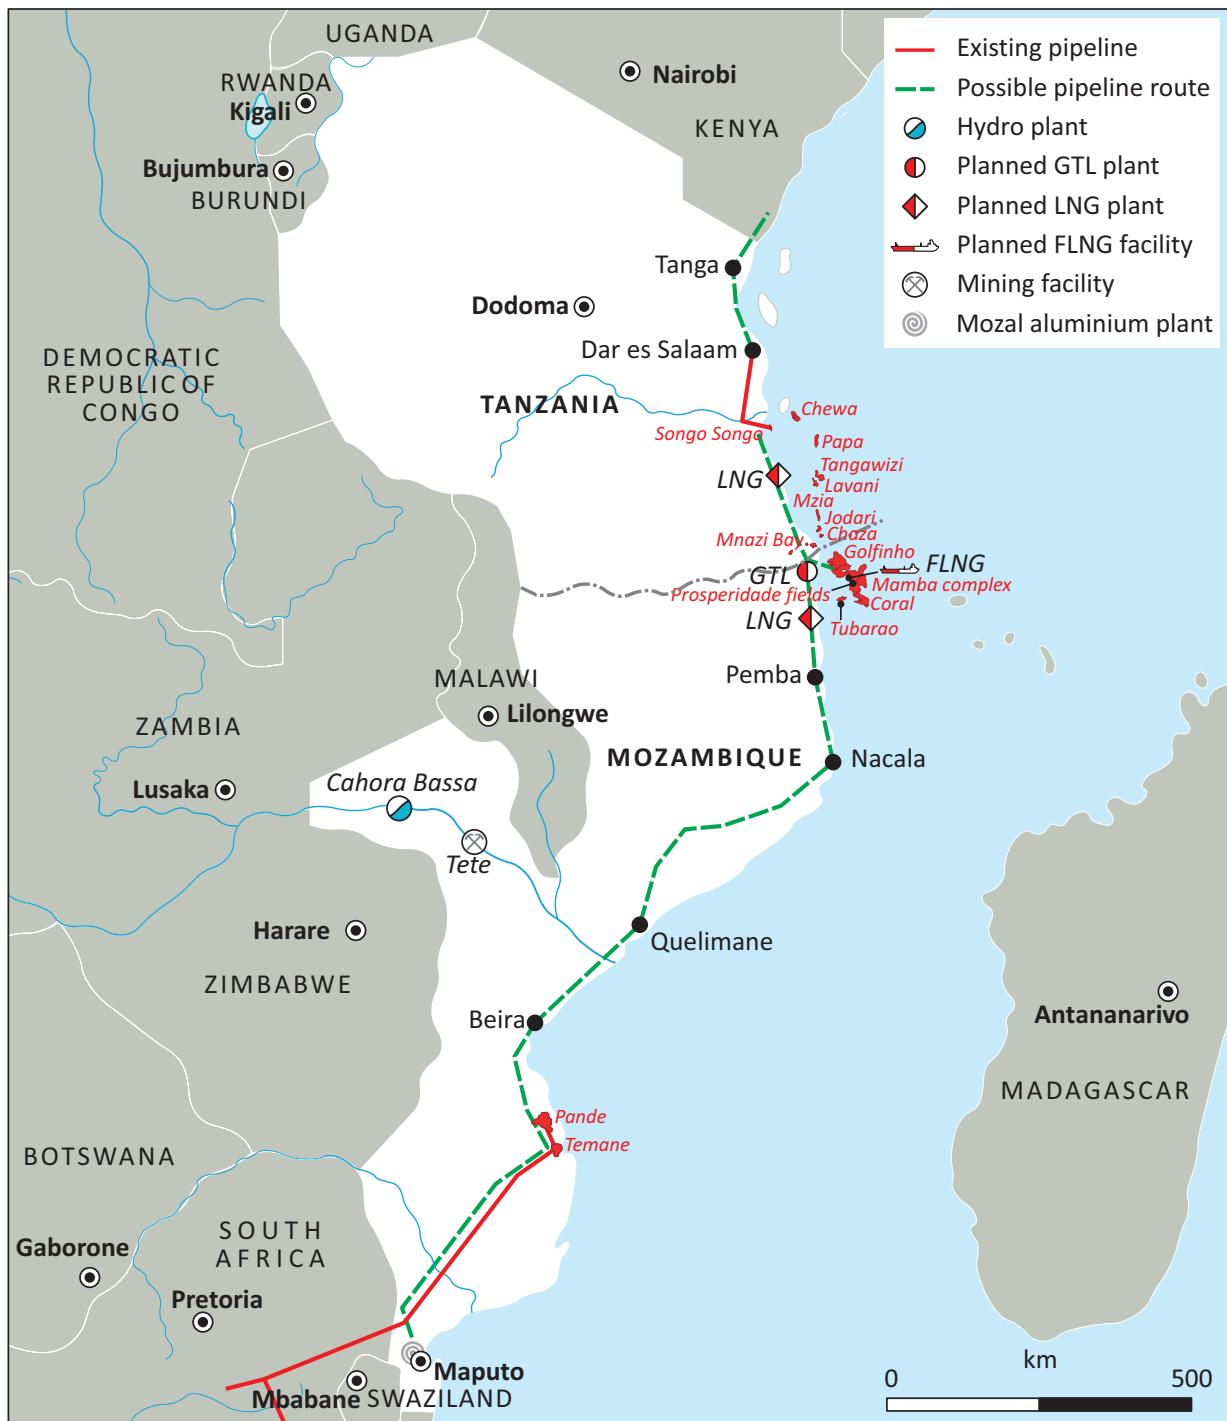 UGANDA
RWANDA
Kigali
Bujumbura
BURUNDI
Nairobi
KENYA
Existing pipeline
Possible pipeline route
Hydro plant
Planned GTL plant
Planned LNG plant
Planned FLNG facility
Mining facility
Mozal aluminium plant
Tanga
Dodoma
Dar es Salaam
DEMOCRATIC
REPUBLIC OF
CONGO
TANZANIA
Chewa
Songo Songo
Papa
LNG
Tangawizi
Lavani
Mzia
Jodari
Chaza
Mnazi Bay
Golfinho
GTL
FLNG
Mamba complex
Prosperidade fields
Coral
LNG
Tubarao
MALAWI
Pemba
Lilongwe
ZAMBIA
MOZAMBIQUE
Nacala
Lusaka
Cahora Bassa
Tete
Harare
Quelimane
ZIMBABWE
Beira
Antananarivo
MADAGASCAR
Pande
Temane
BOTSWANA
SOUTH
AFRICA
Gaborone
Pretoria
Maputo
Mbabane
SWAZILAND
km
0
500